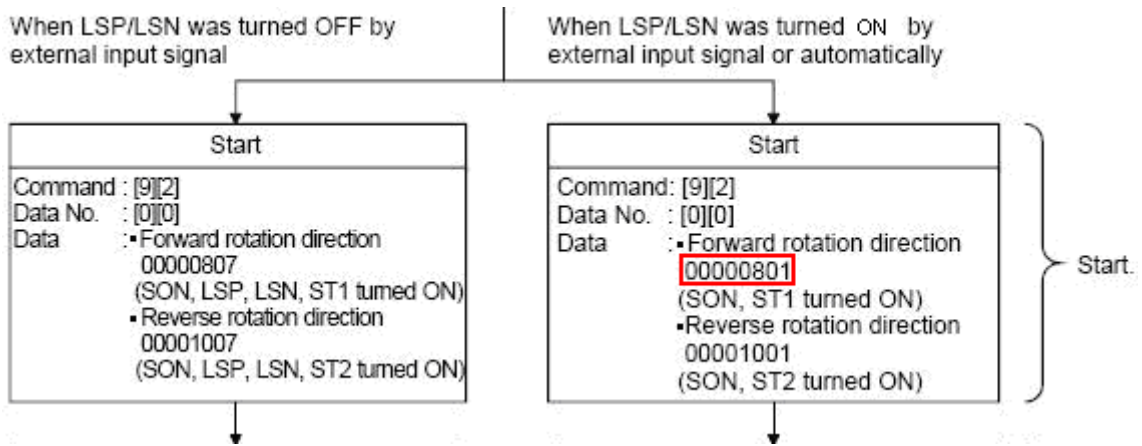 When LSP/LSN was turned OFF by
external input signal
When LSP/LSN was turned ON by
external input signal or automatically
Start
Command : [9][2]
Data No. : [0][0]
Data :▪Forward rotation direction
00000807
(SON, LSP, LSN, ST1 turned ON)
▪Reverse rotation direction
00001007
(SON, LSP, LSN, ST2 turned ON)
Start
Command: [9][2]
Data No. : [0][0]
Data :▪Forward rotation direction
00000801
(SON, ST1 turned ON)
▪Reverse rotation direction
00001001
(SON, ST2 turned ON)
Start.